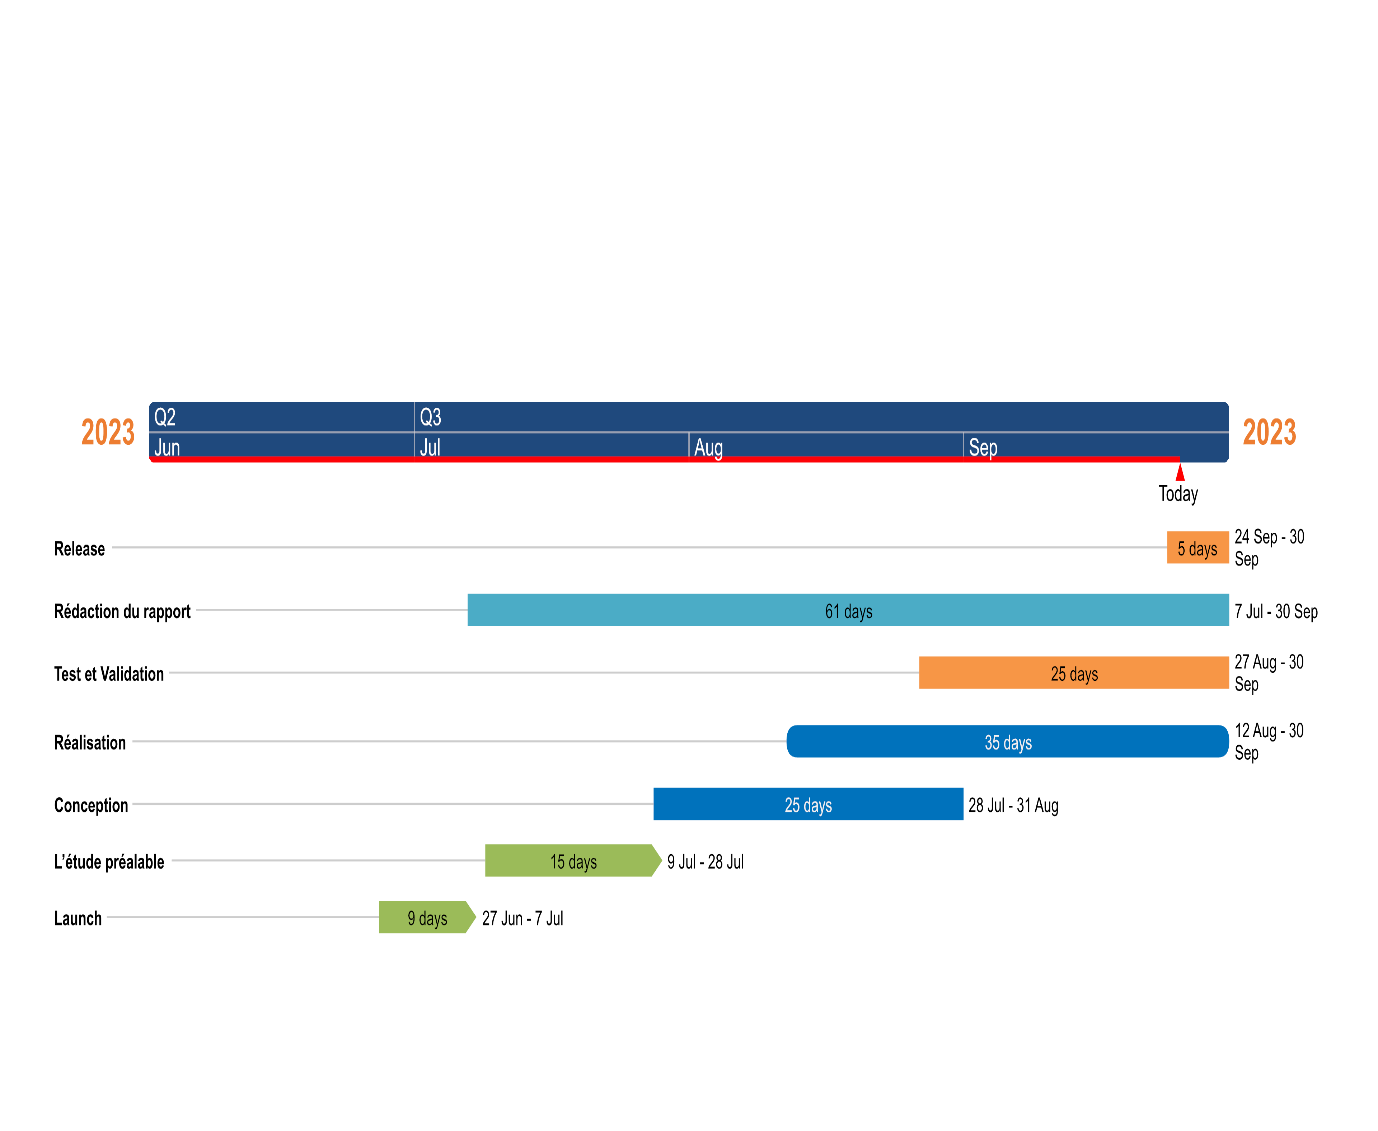 2023
Q2
Q3
2023
Jun
Jul
Aug
Sep
Today
Release
5 days
24 Sep - 30
Sep
Rédaction du rapport
61 days
7 Jul - 30 Sep
Test et Validation
25 days
27 Aug - 30
Sep
Réalisation
35 days
12 Aug - 30
Sep
Conception
25 days
28 Jul - 31 Aug
L’étude préalable
15 days
9 Jul - 28 Jul
Launch
9 days
27 Jun - 7 Jul